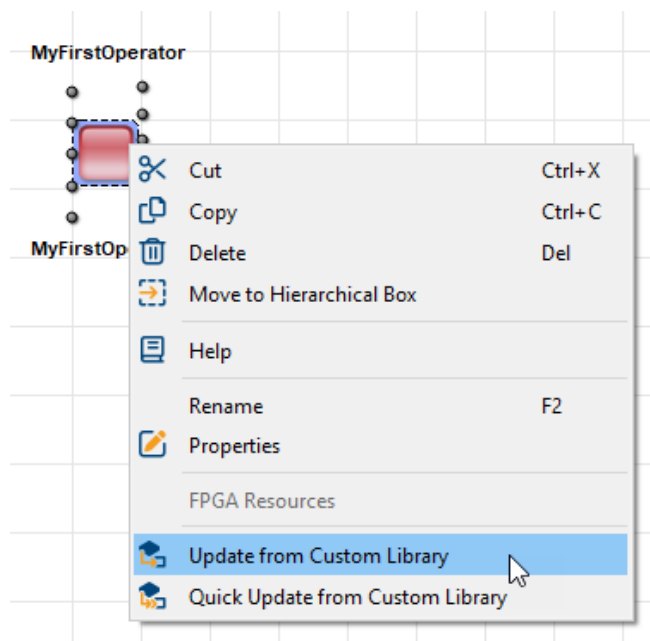 MyFirstOperator
MyFirstOp
Cut Ctrl+X
Copy Ctrl+C
Delete Del
Move to Hierarchical Box
Help
Rename F2
Properties
FPGA Resources
Update from Custom Library
Quick Update from Custom Library